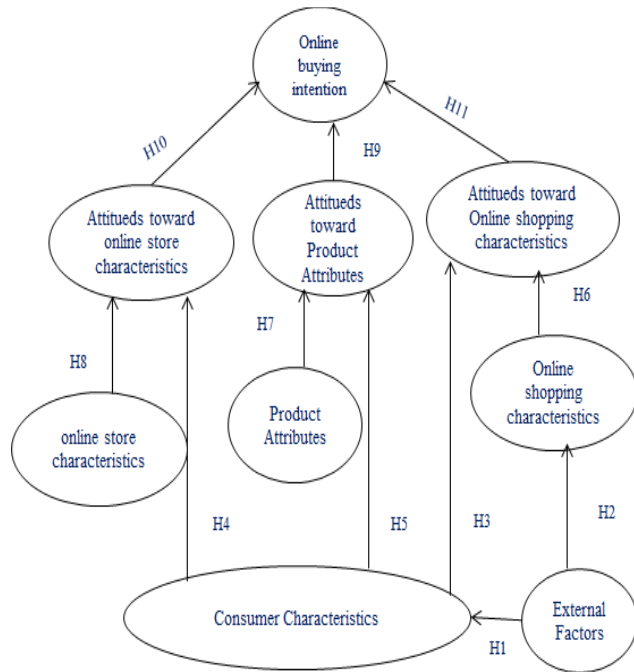 Online
buying
intention
H10
H9
H11
Attitueds toward
online store
characteristics
Attitueds
toward
Product
Attributes
Attitueds toward
Online shopping
characteristics
H8
H7
H6
online store
characteristics
Product
Attributes
Online
shopping
characteristics
H4
H5
H3
H2
Consumer Characteristics
H1
External
Factors